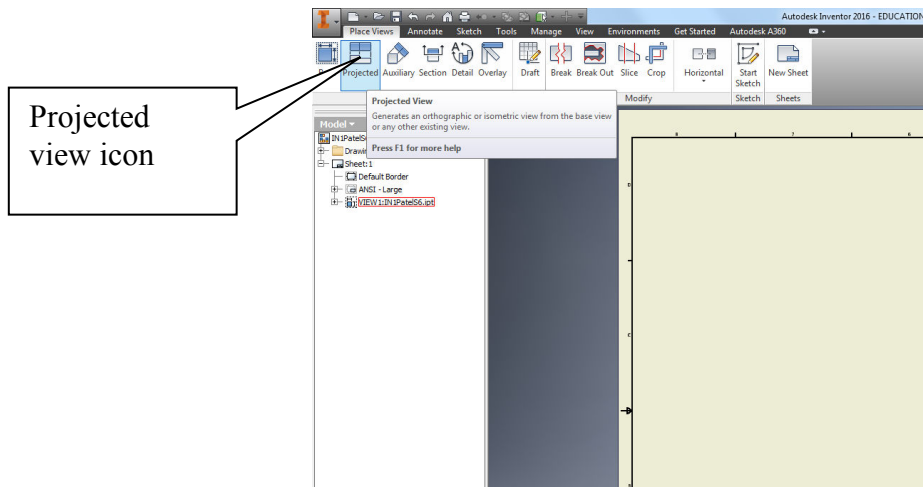 Autodesk Inventor 2016 - EDUCATION
Place Views Annotate Sketch Tools Manage View Environments Get Started Autodesk A360
Projected Auxiliary Section Detail Overlay Draft Break Break Out Slice Crop Horizontal Start Sketch New Sheet
Modify Sketch Sheets
Projected
view icon
Projected View
Generates an orthographic or isometric view from the base view
or any other existing view.
Press F1 for more help
Model
Sheet:1
Default Border
ANSI - Large
VIEW1:IN1PatelS6.ipt